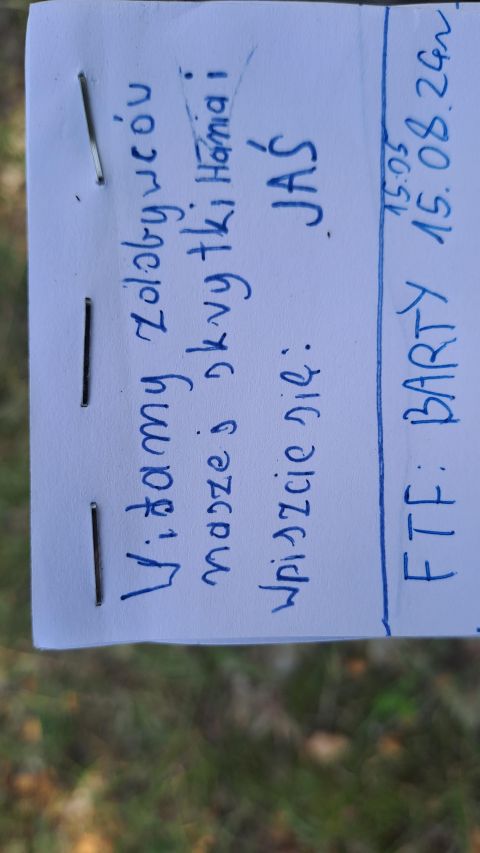 Witamy zdobywców
naszej skrytki Hania i
Wpiszcie się: JAŚ
15:05
FTF: BARTY 15.08.24r